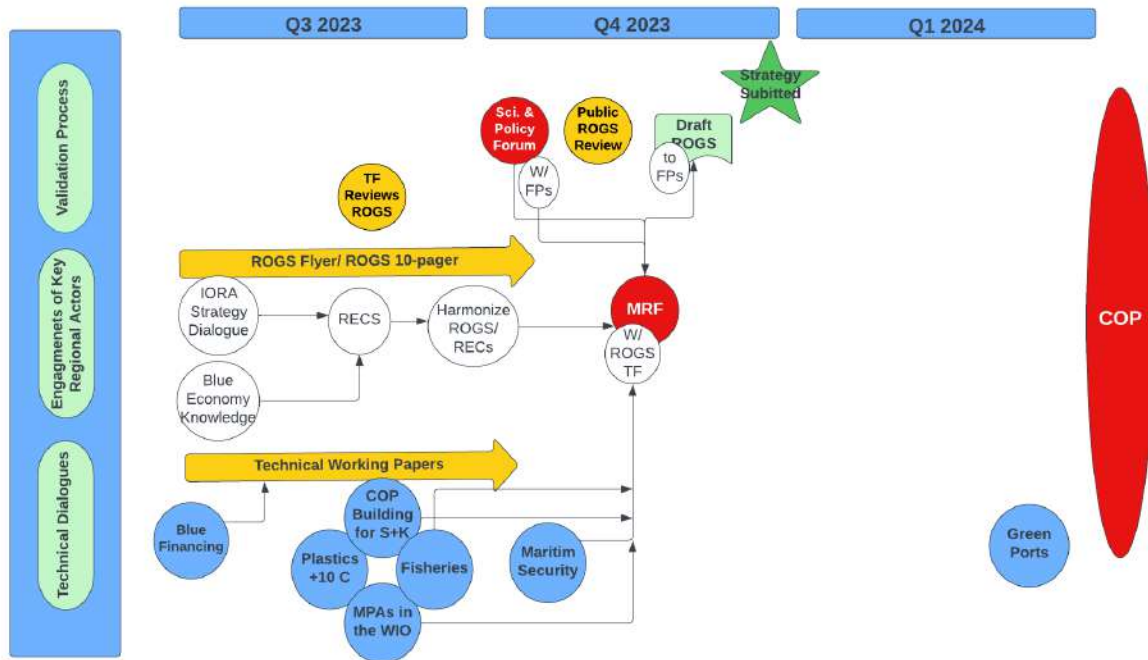 Q3 2023
Q4 2023
Q1 2024
Validation Process
Engagmenets of Key
Regional Actors
Technical Dialogues
Strategy
Subitted
Sci. &
Policy
Forum
W/
FPs
Public
ROGS
Review
Draft
ROGS
to
FPs
TF
Reviews
ROGS
ROGS Flyer/ ROGS 10-pager
IORA
Strategy
Dialogue
RECS
Harmonize
ROGS/
RECs
MRF
W/
ROGS
TF
Blue
Economy
Knowledge
COP
Technical Working Papers
Blue
Financing
COP
Building
for S+K
Plastics
+10 C
Fisheries
MPAs in
the WIO
Maritim
Security
Green
Ports